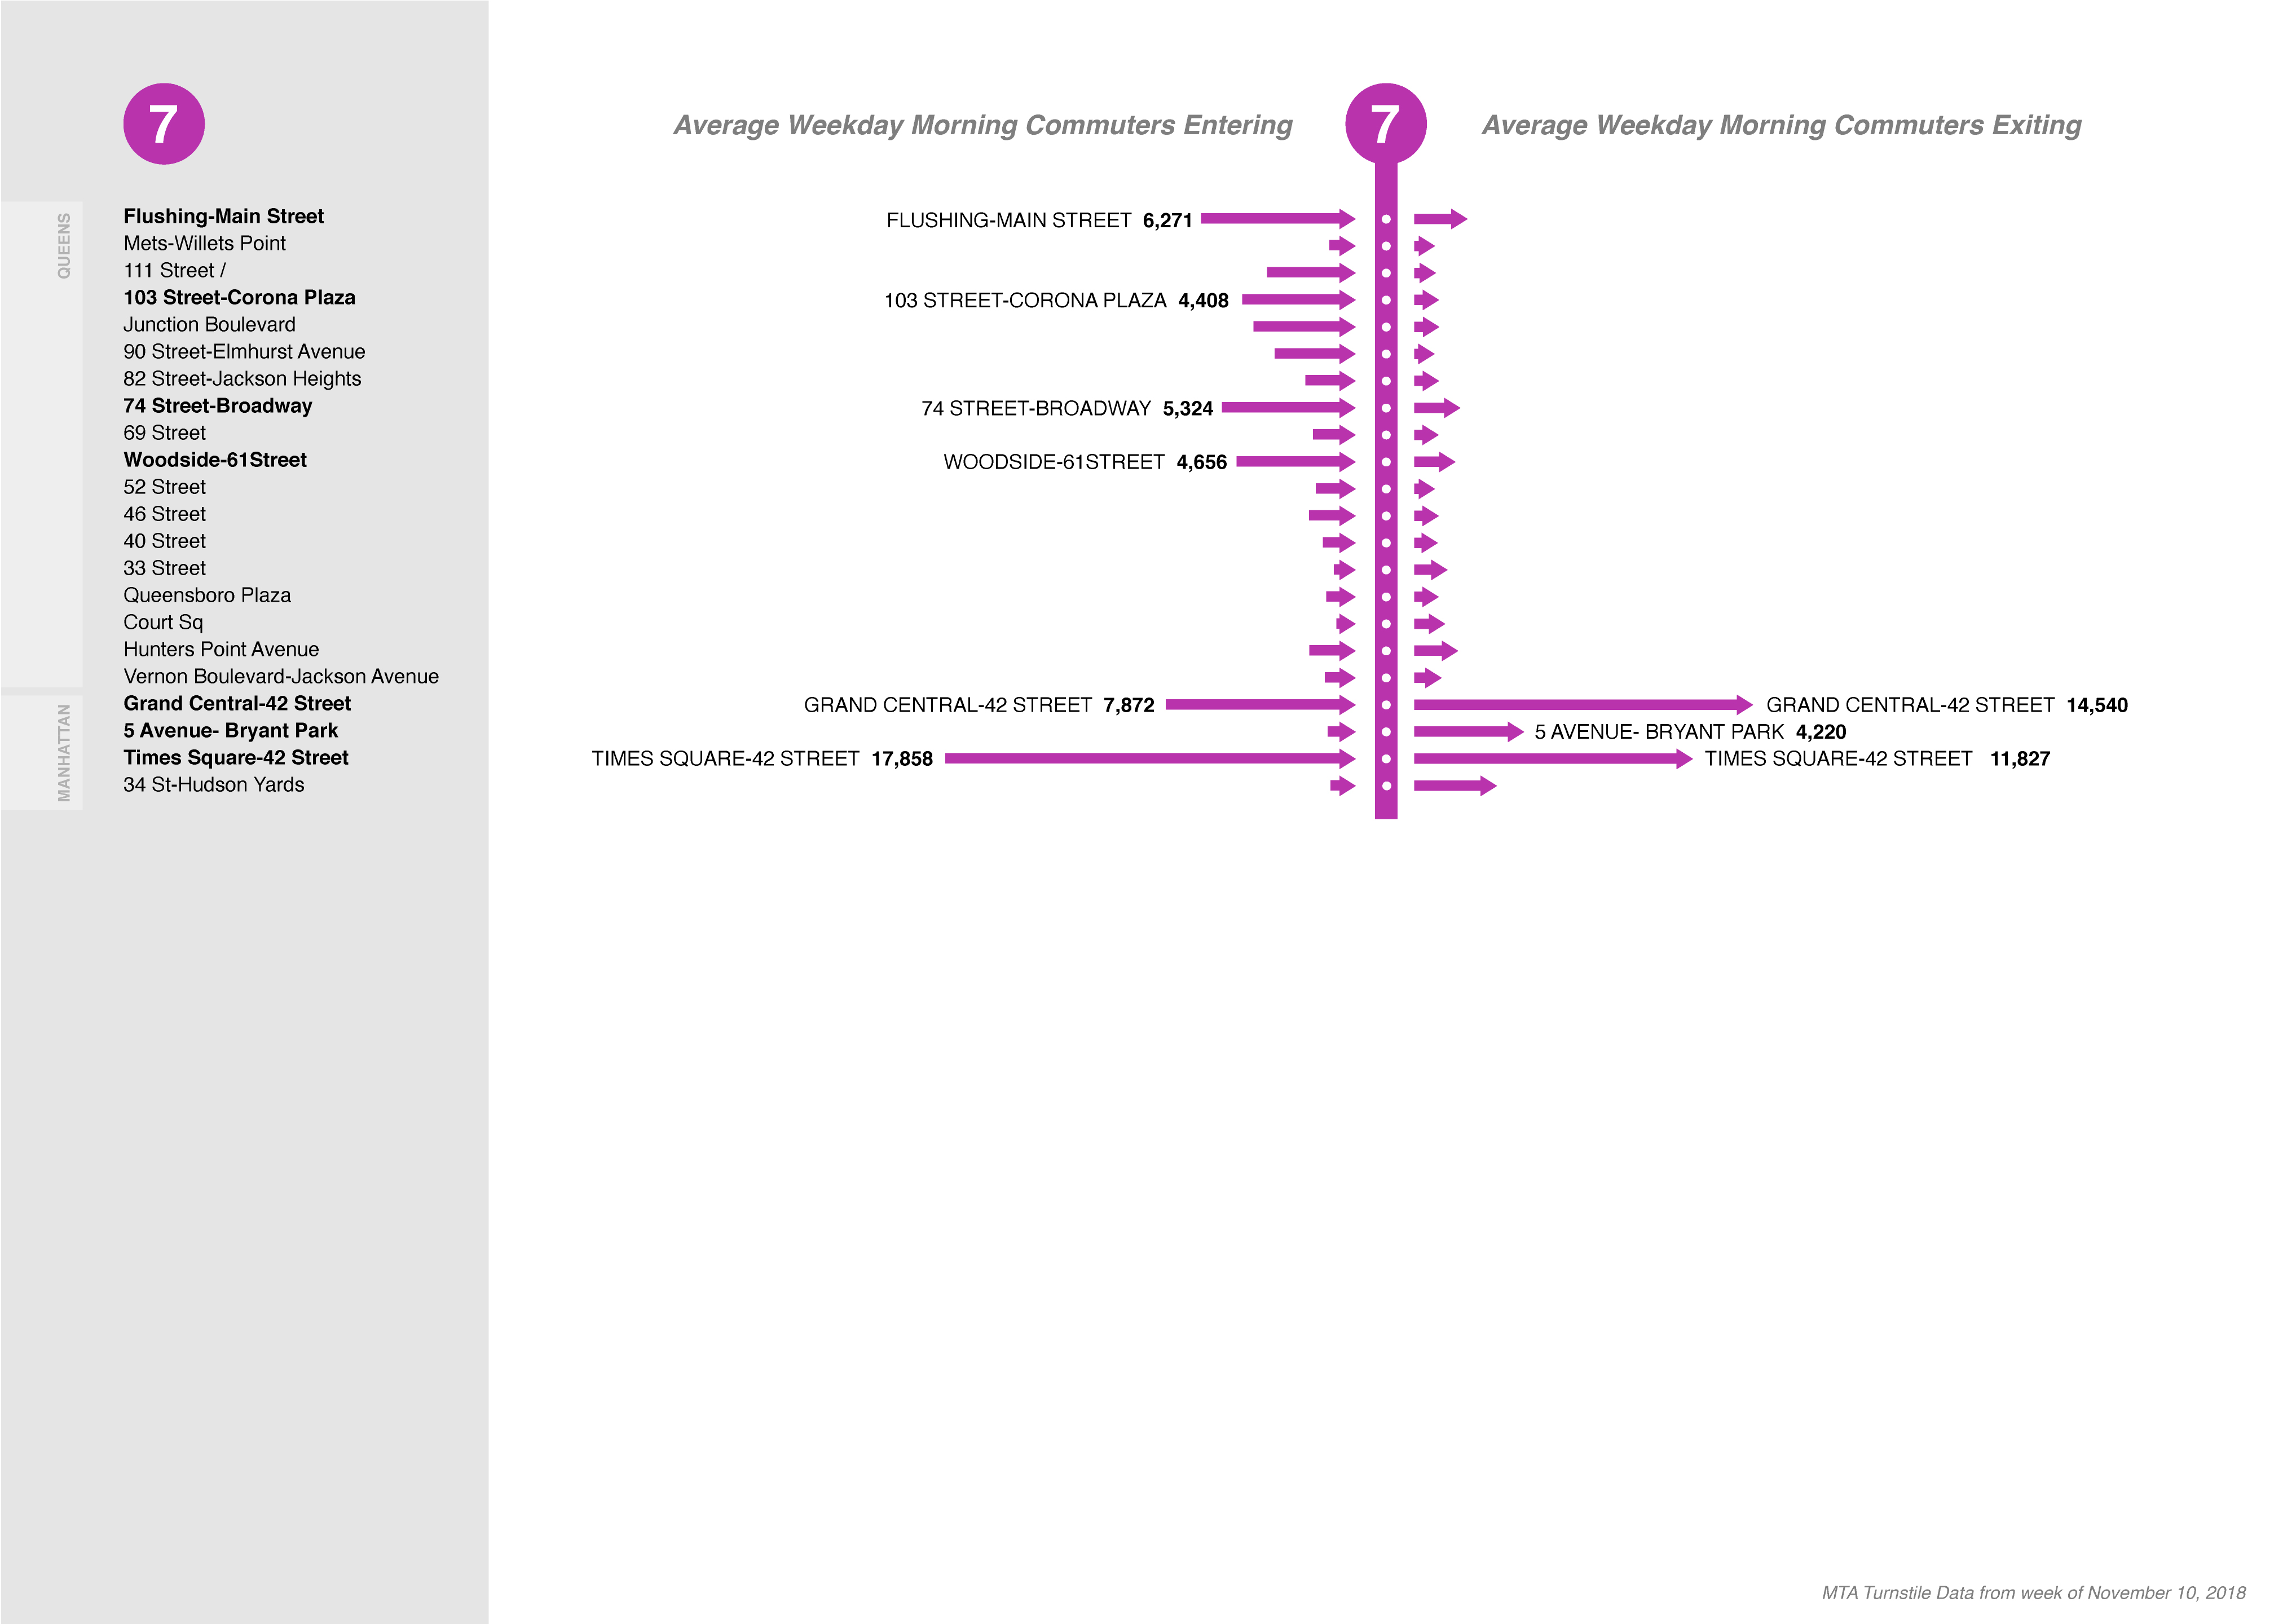 7
QUEENS
Flushing-Main Street
Mets-Willets Point
111 Street /
103 Street-Corona Plaza
Junction Boulevard
90 Street-Elmhurst Avenue
82 Street-Jackson Heights
74 Street-Broadway
69 Street
Woodside-61Street
52 Street
46 Street
40 Street
33 Street
Queensboro Plaza
Court Sq
Hunters Point Avenue
Vernon Boulevard-Jackson Avenue
MANHATTAN
Grand Central-42 Street
5 Avenue- Bryant Park
Times Square-42 Street
34 St-Hudson Yards
Average Weekday Morning Commuters Entering
7
Average Weekday Morning Commuters Exiting
FLUSHING-MAIN STREET 6,271
103 STREET-CORONA PLAZA 4,408
74 STREET-BROADWAY 5,324
WOODSIDE-61STREET 4,656
GRAND CENTRAL-42 STREET 7,872
GRAND CENTRAL-42 STREET 14,540
5 AVENUE- BRYANT PARK 4,220
TIMES SQUARE-42 STREET 17,858
TIMES SQUARE-42 STREET 11,827
MTA Turnstile Data from week of November 10, 2018